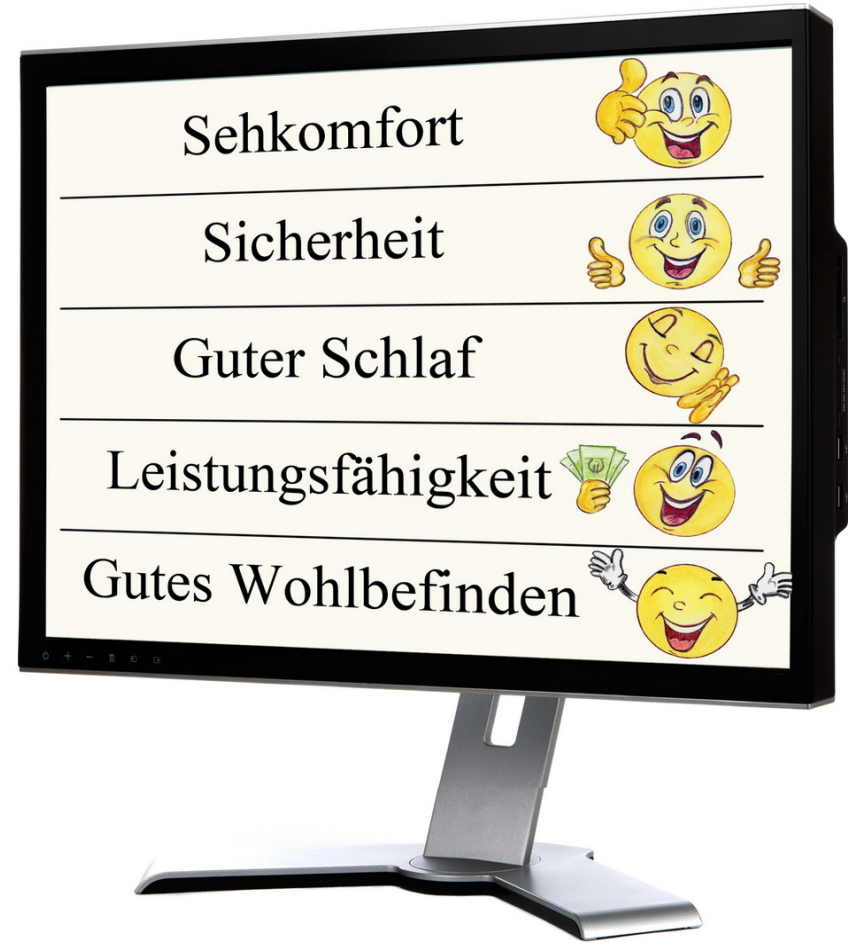 Sehkomfort
Sicherheit
Guter Schlaf
Leistungsfähigkeit
Gutes Wohlbefinden